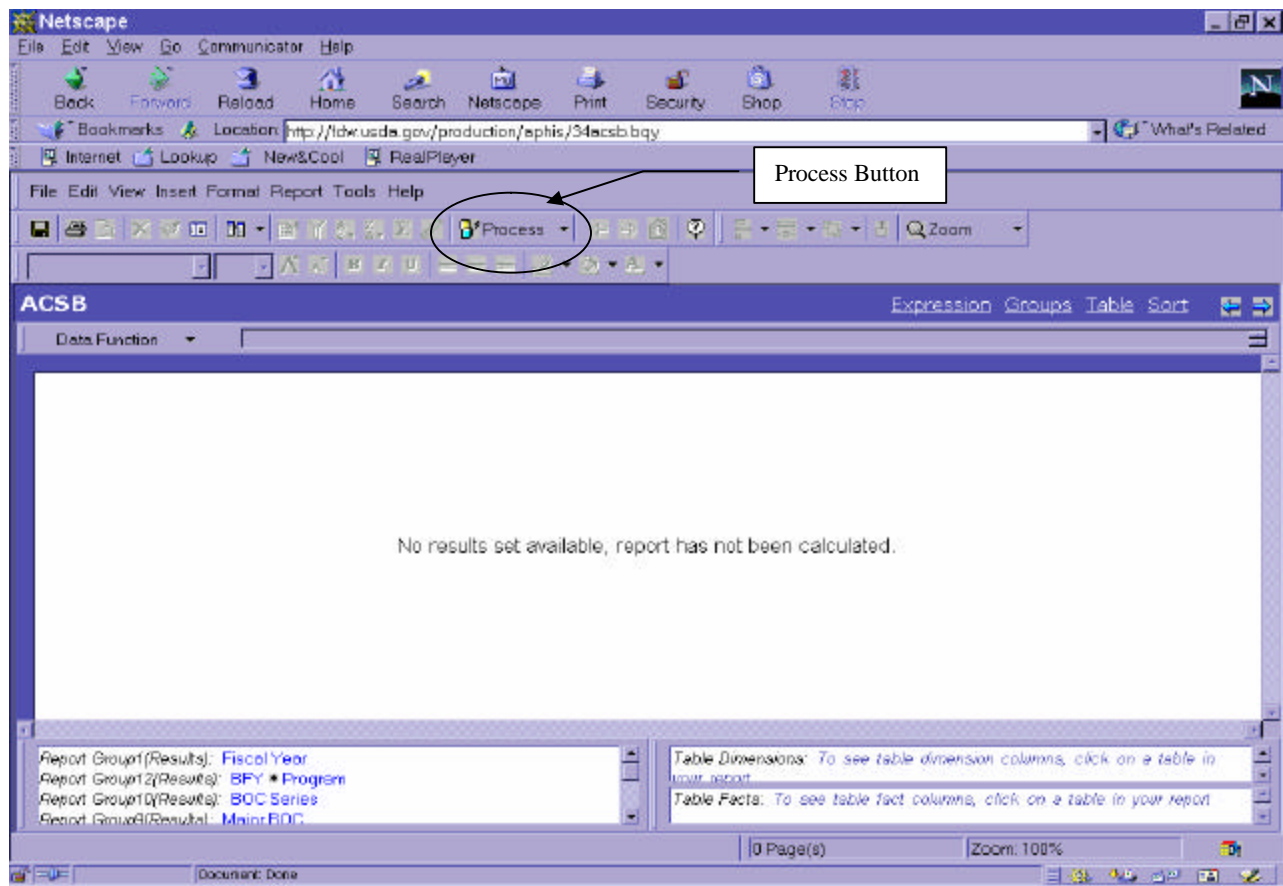 Netscape
File Edit View Go Communicator Help
Back Forward Reload Home Search Netscape Print Security Shop Stop
Bookmarks Location: http://ldw.usda.gov/production/aphis/34acsb.bqy What's Related
Internet Lookup New&Cool RealPlayer
Process Button
File Edit View Insert Format Report Tools Help
Process Zoom
ACSB Expression Groups Table Sort
Data Function
No results set available, report has not been calculated.
Report Group1(Results): Fiscal Year
Report Group12(Results): BFY * Program
Report Group10(Results): BOC Series
Report Group9(Results): Major BOC
Table Dimensions: To see table dimension columns, click on a table in
your report
Table Facts: To see table fact columns, click on a table in your report
0 Page(s) Zoom: 100%
Document: Done